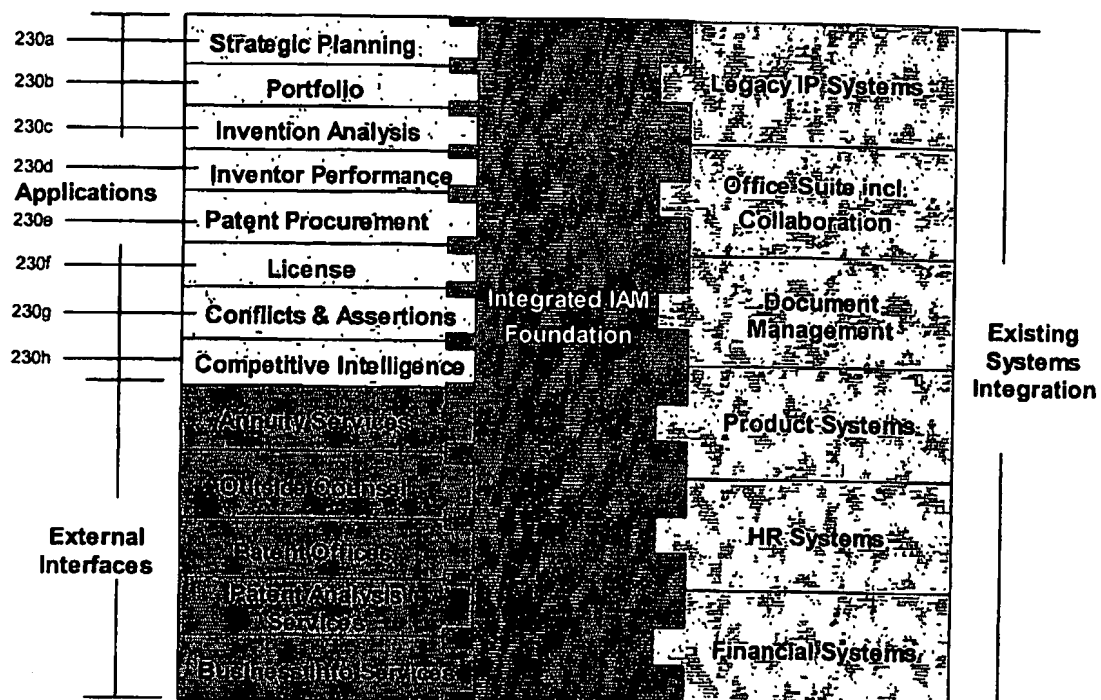 230a
Strategic Planning
230b
Portfolio
230c
Invention Analysis
230d
Inventor Performance
Applications
230e
Patent Procurement
230f
License
230g
Conflicts & Assertions
230h
Competitive Intelligence
External
Interfaces
Annuity Services
Outside Counsel
Patent Offices
Patent Analysis
Services
Business Info Services
Integrated IAM
Foundation
Legacy IP Systems
Office Suite incl.
Collaboration
Document
Management
Product Systems
HR Systems
Financial Systems
Existing
Systems
Integration